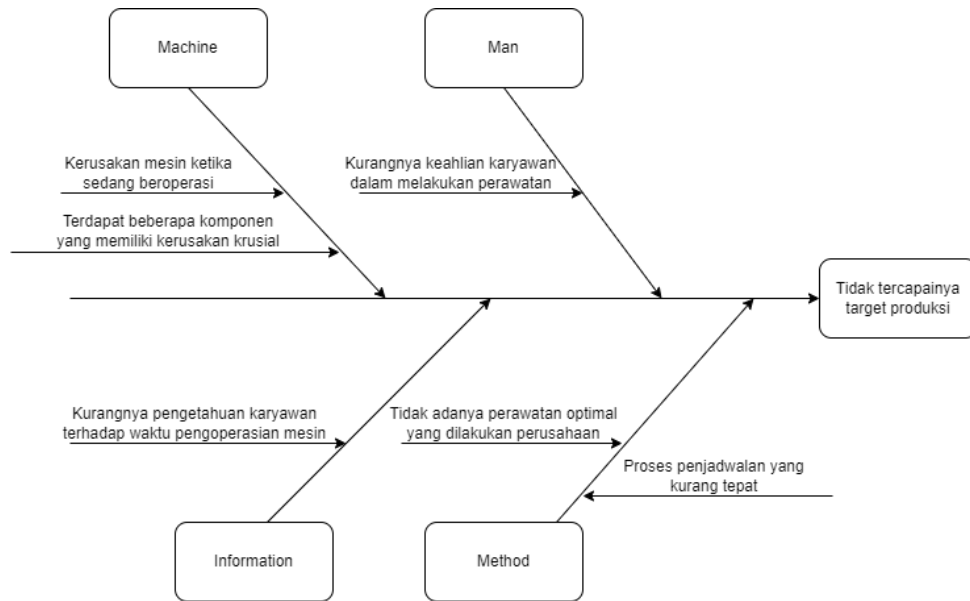 Machine
Man
Kerusakan mesin ketika
sedang beroperasi
Kurangnya keahlian karyawan
dalam melakukan perawatan
Terdapat beberapa komponen
yang memiliki kerusakan krusial
Tidak tercapainya
target produksi
Kurangnya pengetahuan karyawan
terhadap waktu pengoperasian mesin
Tidak adanya perawatan optimal
yang dilakukan perusahaan
Proses penjadwalan yang
kurang tepat
Information
Method